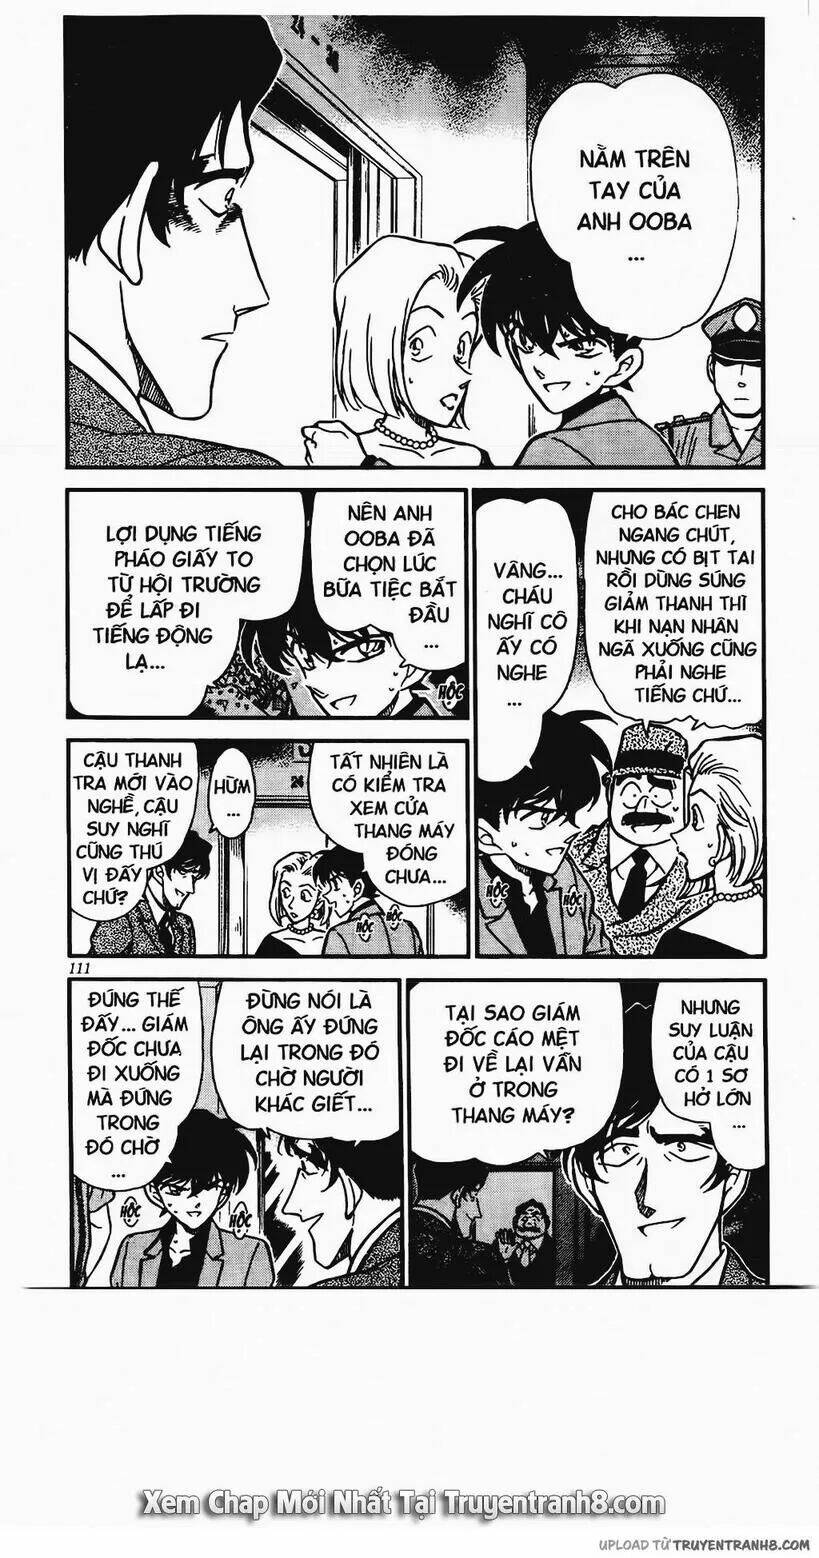 24-24
NẰM TRÊN
TAY CỦA
ANH OOBA
...
CHO BÁC CHEN
NGANG CHÚT,
NHƯNG CÓ BỊT TAI
RỒI DÙNG SÚNG
GIẢM THANH THÌ
KHI NẠN NHÂN
NGÃ XUỐNG CŨNG
PHẢI NGHE
TIẾNG CHỨ...
VÂNG...
CHÁU
NGHĨ CÔ
ẤY CÓ
NGHE
...
NÊN ANH
OOBA ĐÃ
CHỌN LÚC
BỮA TIỆC BẮT
ĐẦU
...
LỢI DỤNG TIẾNG
PHÁO GIẤY TO
TỪ HỘI TRƯỜNG
ĐỂ LẤP ĐI
TIẾNG ĐỘNG
LẠ...
HỘC
HỘC
HỘC
TẤT NHIÊN LÀ
CÓ KIỂM TRA
XEM CỬA
THANG MÁY
ĐÓNG
CHƯA...
24
HỪM
...
CẬU THANH
TRA MỚI VÀO
NGHỀ, CẬU
SUY NGHĨ
CŨNG THÚ
VỊ ĐẤY
CHỨ?
HỘC
HỘC
111
NHƯNG
SUY LUẬN
CỦA CẬU
CÓ 1 SƠ
HỞ LỚN
...
TẠI SAO GIÁM
ĐỐC CÁO MỆT
ĐI VỀ LẠI VẪN
Ở TRONG
THANG MÁY?
ĐỪNG NÓI LÀ
ÔNG ẤY ĐỨNG
LẠI TRONG ĐÓ
CHỜ NGƯỜI
KHÁC GIẾT...
ĐÚNG THẾ
ĐẤY... GIÁM
ĐỐC CHƯA
ĐI XUỐNG
MÀ ĐỨNG
TRONG
ĐÓ CHỜ
...
HỘC
HỘC
Xem Chap Mới Nhất Tại Truyentranh8.com
UPLOAD TỪ TRUYENTRANH8.COM